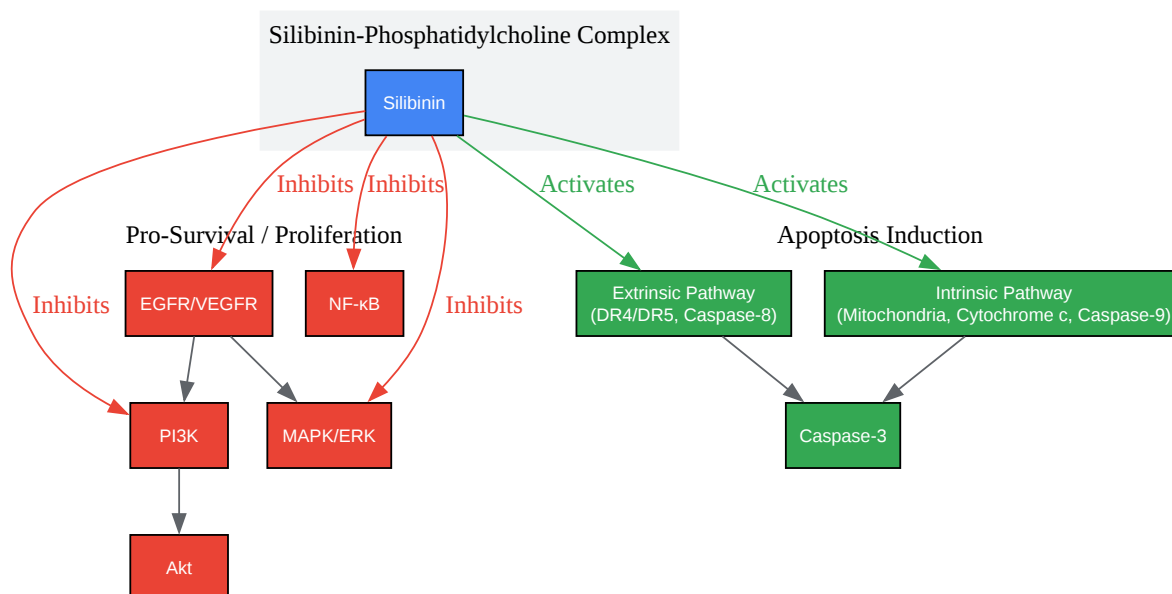 Silibinin-Phosphatidylcholine Complex
Silibinin
Inhibits
Inhibits
Activates
Activates
Pro-Survival / Proliferation
Apoptosis Induction
EGFR/VEGFR
NF-κB
Extrinsic Pathway
(DR4/DR5, Caspase-8)
Intrinsic Pathway
(Mitochondria, Cytochrome c, Caspase-9)
Inhibits
Inhibits
PI3K
MAPK/ERK
Caspase-3
Akt